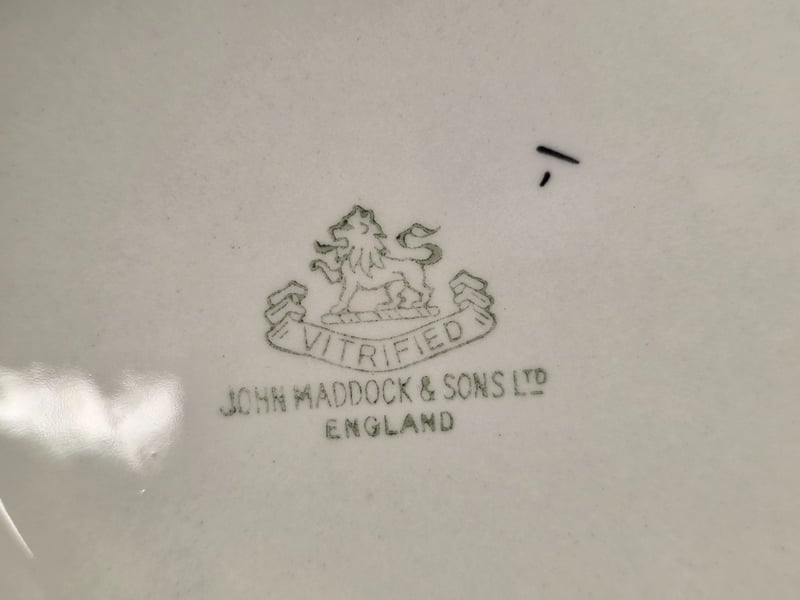 VITRIFIED
JOHN MADDOCK & SONS LTD
ENGLAND